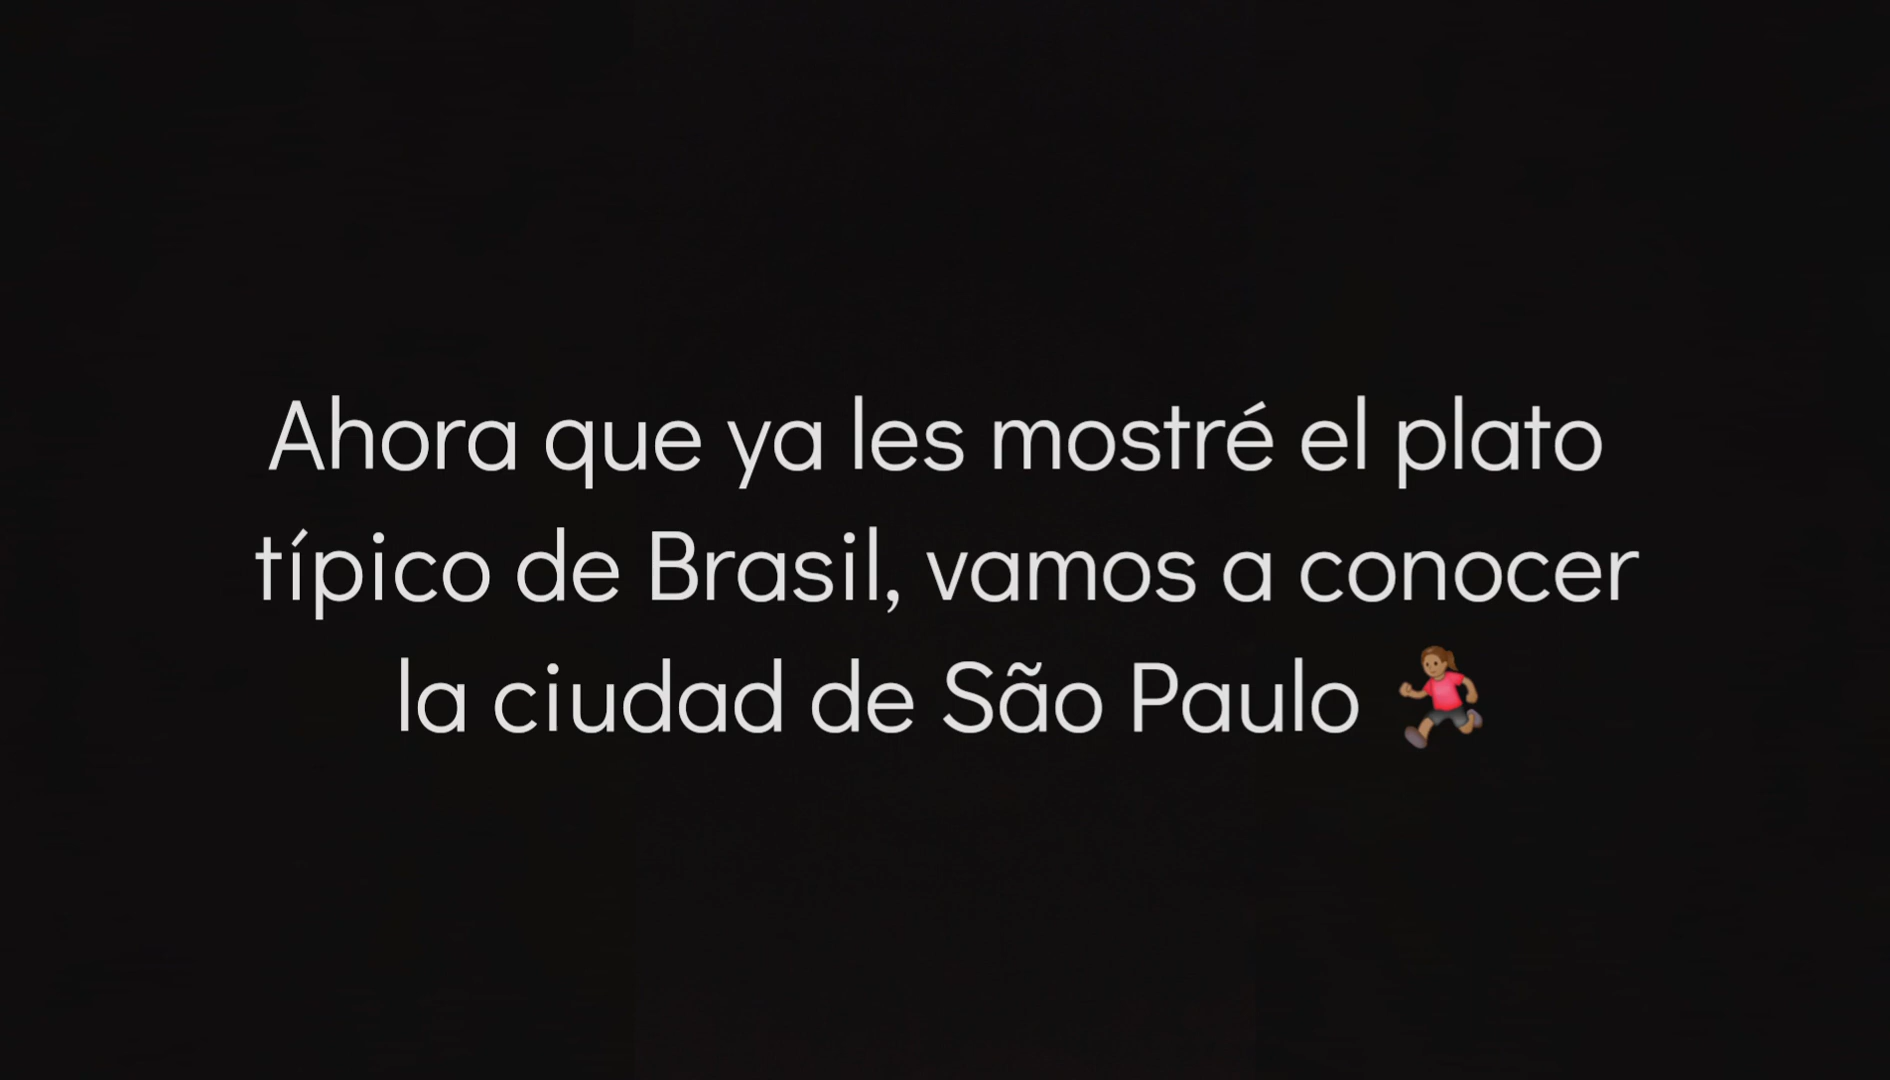 Ahora que ya les mostré el plato
típico de Brasil, vamos a conocer
la ciudad de São Paulo 🏃🏽‍♀️